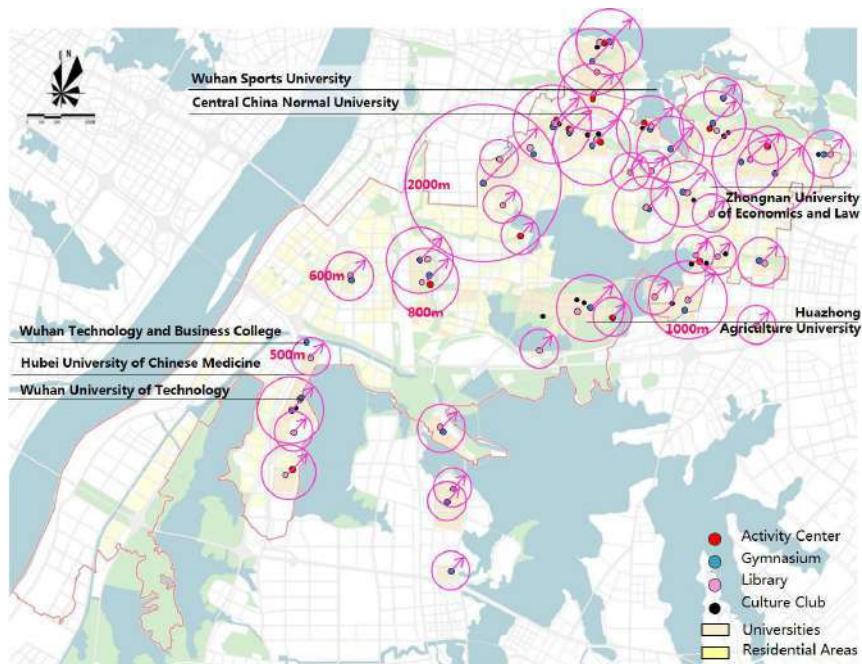 N
Wuhan Sports University
Central China Normal University
2000m
Zhongnan University
of Economics and Law
600m
800m
Huazhong
Agriculture University
1000m
Wuhan Technology and Business College
500m
Hubei University of Chinese Medicine
Wuhan University of Technology
Activity Center
Gymnasium
Library
Culture Club
Universities
Residential Areas